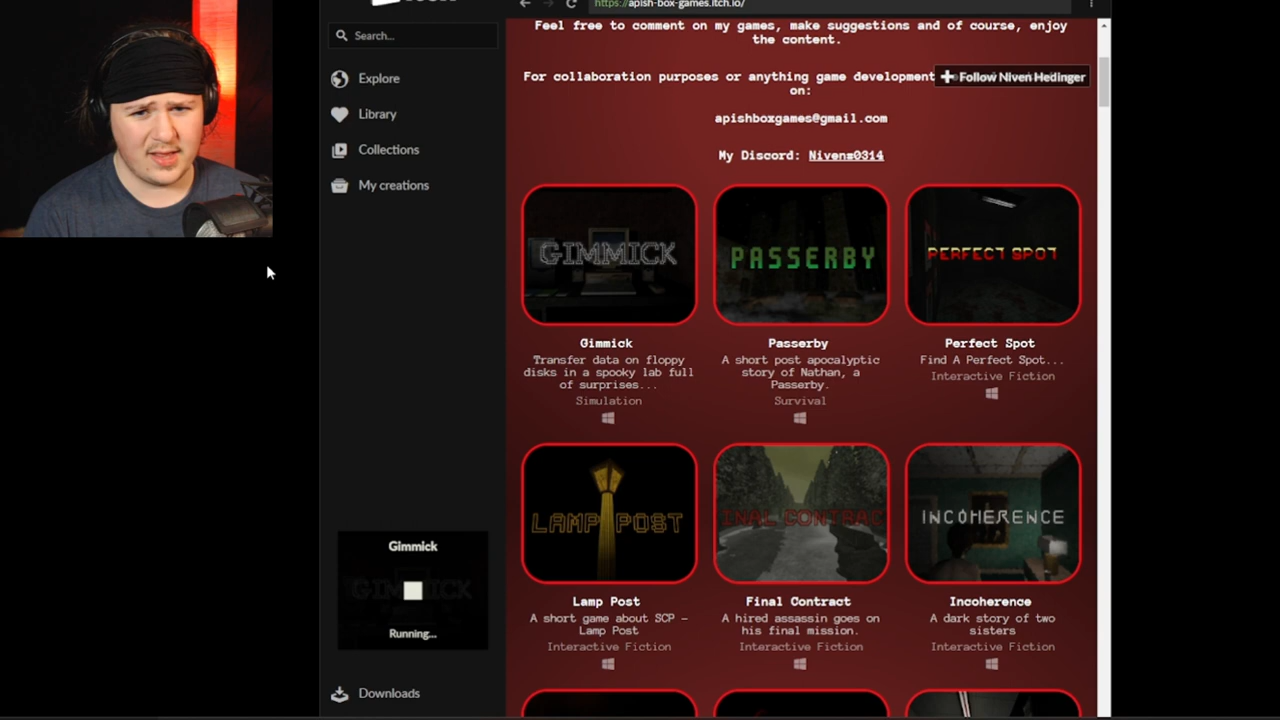 https://apish-box-games.itch.io/
Search...
Explore
Library
Collections
My creations
Feel free to comment on my games, make suggestions and of course, enjoy
the content.
For collaboration purposes or anything game development
on:
Follow Niven Hedinger
apishboxgames@gmail.com
My Discord: Niven#0314
GIMMICK
PASSERBY
PERFECT SPOT
Gimmick
Transfer data on floppy
disks in a spooky lab full
of surprises...
Simulation
Passerby
A short post apocalyptic
story of Nathan, a
Passerby.
Survival
Perfect Spot
Find A Perfect Spot...
Interactive Fiction
LAMP POST
INAL CONTRAC
INCOHERENCE
Lamp Post
A short game about SCP -
Lamp Post
Interactive Fiction
Final Contract
A hired assassin goes on
his final mission.
Interactive Fiction
Incoherence
A dark story of two
sisters
Interactive Fiction
Gimmick
GIMMICK
Running...
Downloads